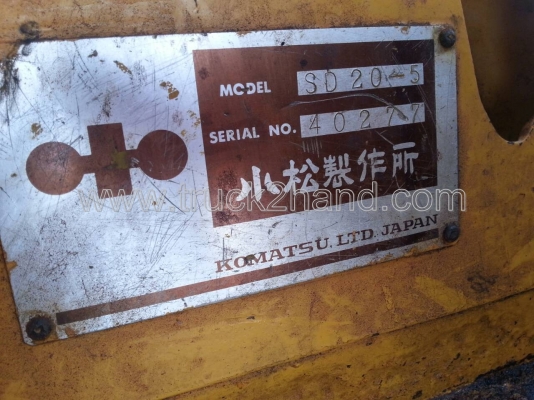 MODEL SD20-5
SERIAL NO. 40277
小松製作所
www.truck2hand.com
KOMATSU. LTD. JAPAN